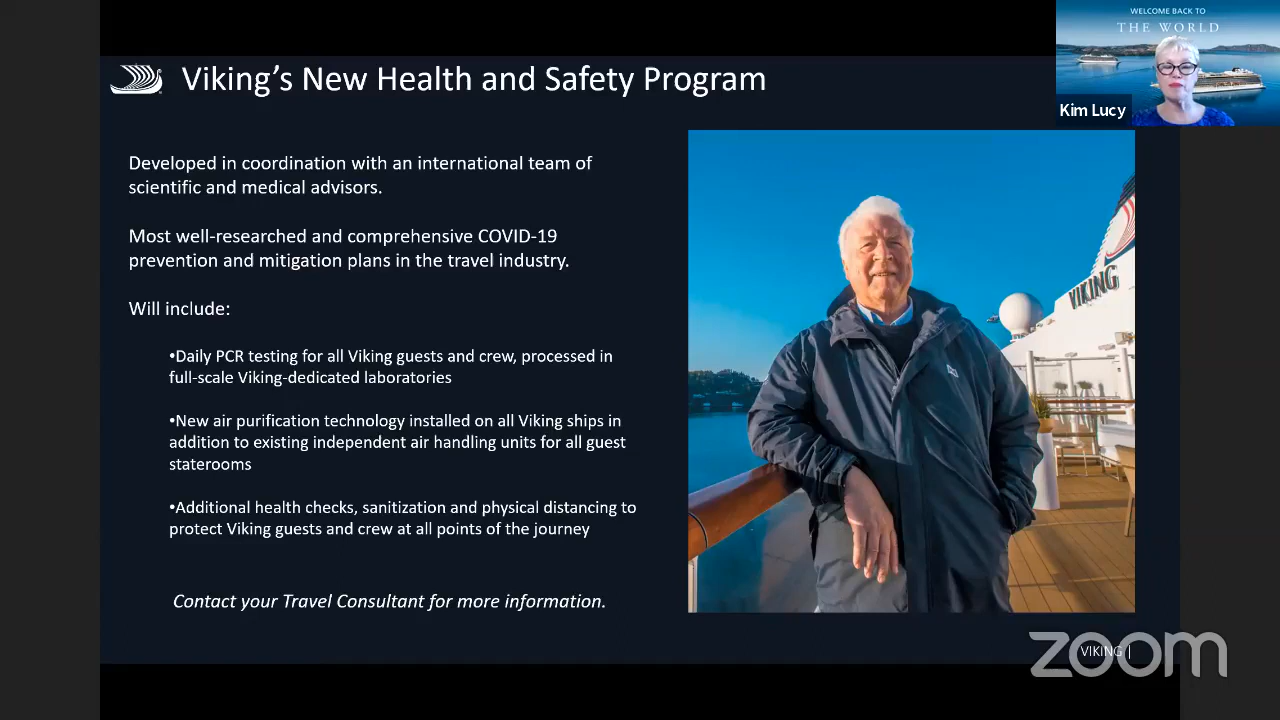 WELCOME BACK TO
THE WORLD
Kim Lucy
Viking’s New Health and Safety Program
Developed in coordination with an international team of
scientific and medical advisors.
Most well-researched and comprehensive COVID-19
prevention and mitigation plans in the travel industry.
Will include:
•Daily PCR testing for all Viking guests and crew, processed in
full-scale Viking-dedicated laboratories
•New air purification technology installed on all Viking ships in
addition to existing independent air handling units for all guest
staterooms
•Additional health checks, sanitization and physical distancing to
protect Viking guests and crew at all points of the journey
Contact your Travel Consultant for more information.
VIKING
VIKING |
zoom